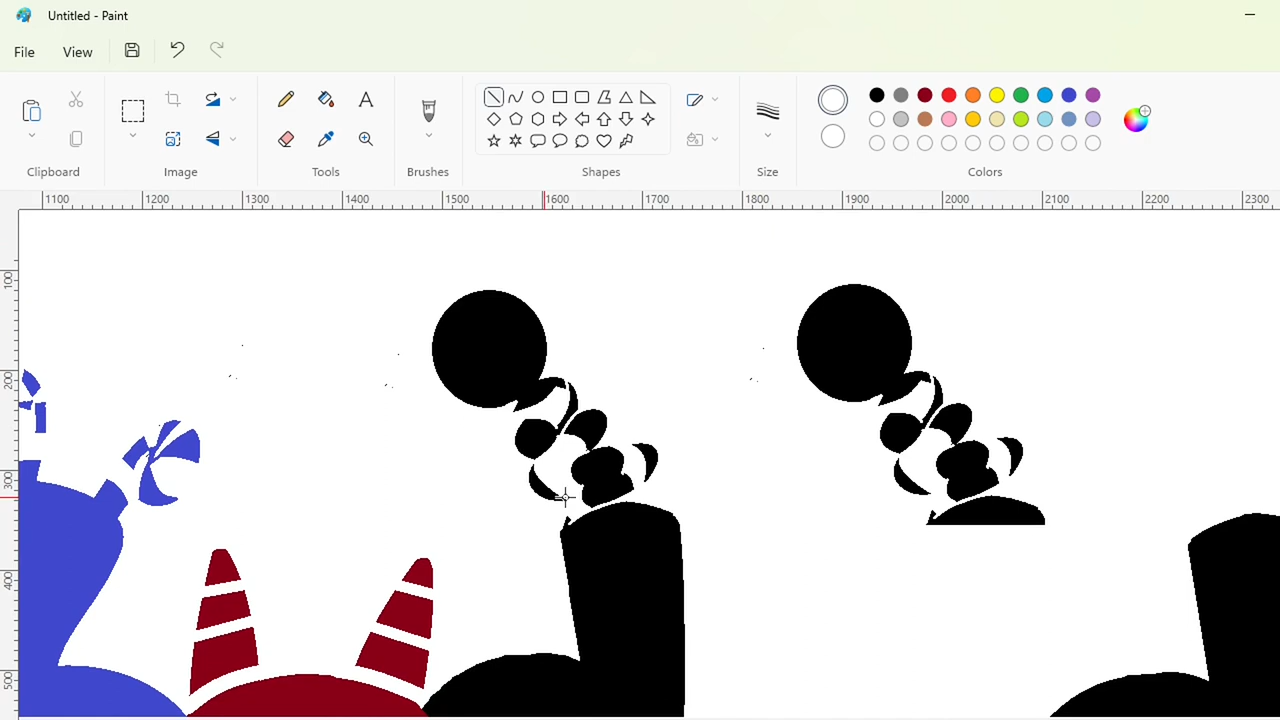 Untitled - Paint
File View
Clipboard Image Tools Brushes Shapes Size Colors
1100 1200 1300 1400 1500 1600 1700 1800 1900 2000 2100 2200 2300
100
200
300
400
500